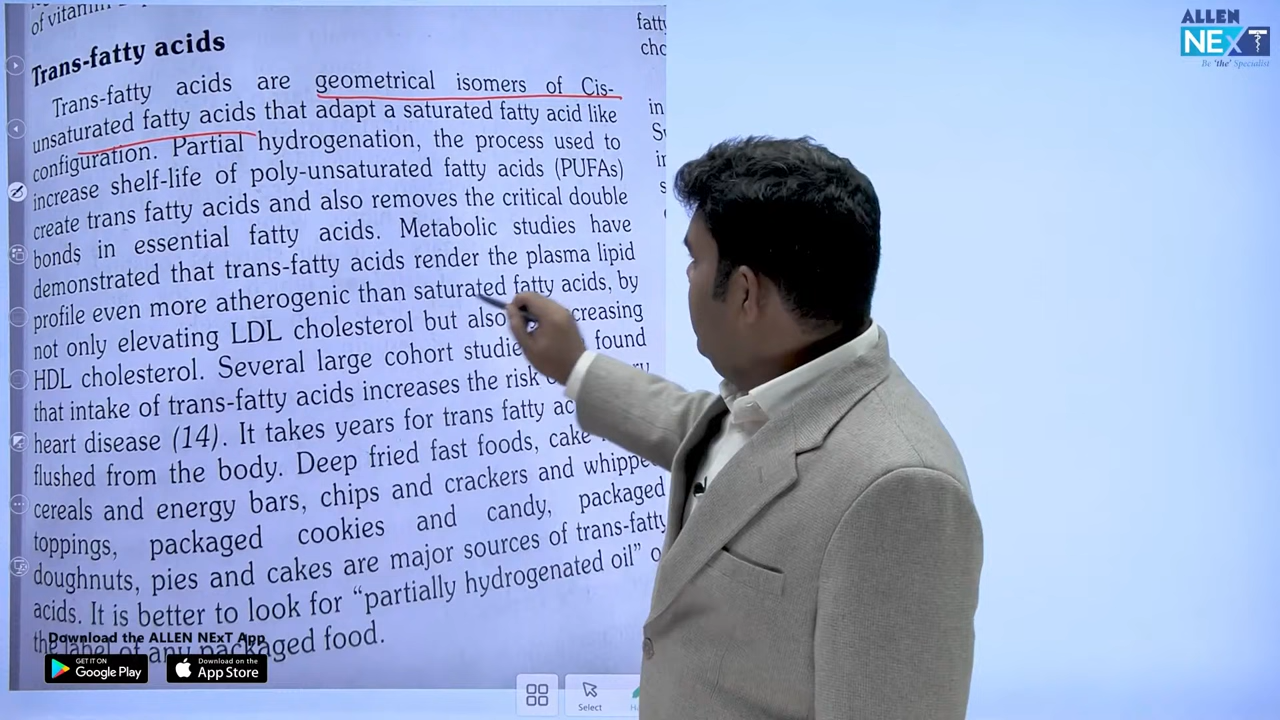 of vitamin
Trans-fatty acids
Trans-fatty acids are geometrical isomers of Cis-
unsaturated fatty acids that adapt a saturated fatty acid like
configuration. Partial hydrogenation, the process used to
increase shelf-life of poly-unsaturated fatty acids (PUFAs)
create trans fatty acids and also removes the critical double
bonds in essential fatty acids. Metabolic studies have
demonstrated that trans-fatty acids render the plasma lipid
profile even more atherogenic than saturated fatty acids, by
not only elevating LDL cholesterol but also creasing
HDL cholesterol. Several large cohort studie found
that intake of trans-fatty acids increases the risk
heart disease (14). It takes years for trans fatty ac
flushed from the body. Deep fried fast foods, cake
cereals and energy bars, chips and crackers and whippe
toppings, packaged cookies and candy, packaged
doughnuts, pies and cakes are major sources of trans-fatty
acids. It is better to look for "partially hydrogenated oil" o
the label of any packaged food.
fatty
cho
in
ALLEN
NEXT
Be 'the' Specialist
Download the ALLEN NExT App
GET IT ON
Google Play
Download on the
App Store
Select